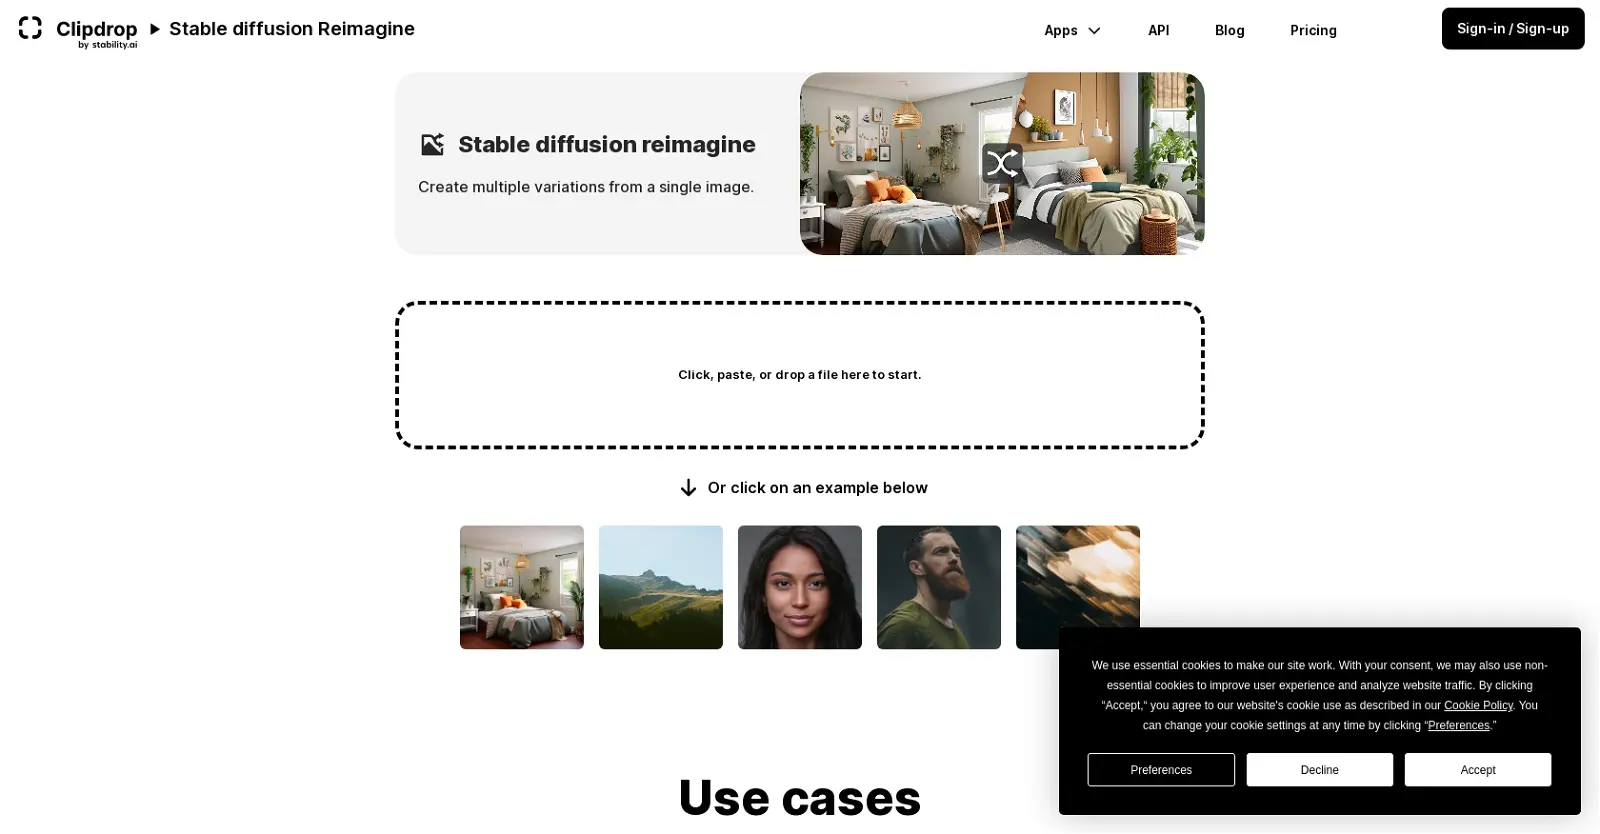 Clipdrop
by stability.ai
Stable diffusion Reimagine
Apps
API
Blog
Pricing
Sign-in / Sign-up
Stable diffusion reimagine
Create multiple variations from a single image.
Click, paste, or drop a file here to start.
Or click on an example below
We use essential cookies to make our site work. With your consent, we may also use non-
essential cookies to improve user experience and analyze website traffic. By clicking
“Accept,“ you agree to our website's cookie use as described in our Cookie Policy. You
can change your cookie settings at any time by clicking “Preferences.”
Preferences
Decline
Accept
Use cases